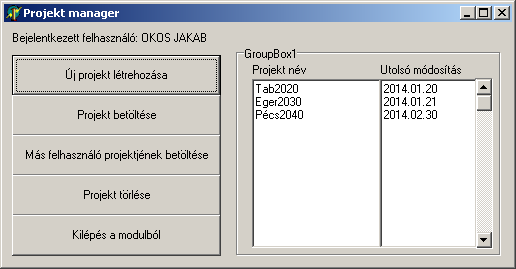 Projekt manager
Bejelentkezett felhasználó: OKOS JAKAB
Új projekt létrehozása
Projekt betöltése
Más felhasználó projektjének betöltése
Projekt törlése
Kilépés a modulból
GroupBox1
Projekt név Utolsó módosítás
Tab2020 2014.01.20
Eger2030 2014.01.21
Pécs2040 2014.02.30